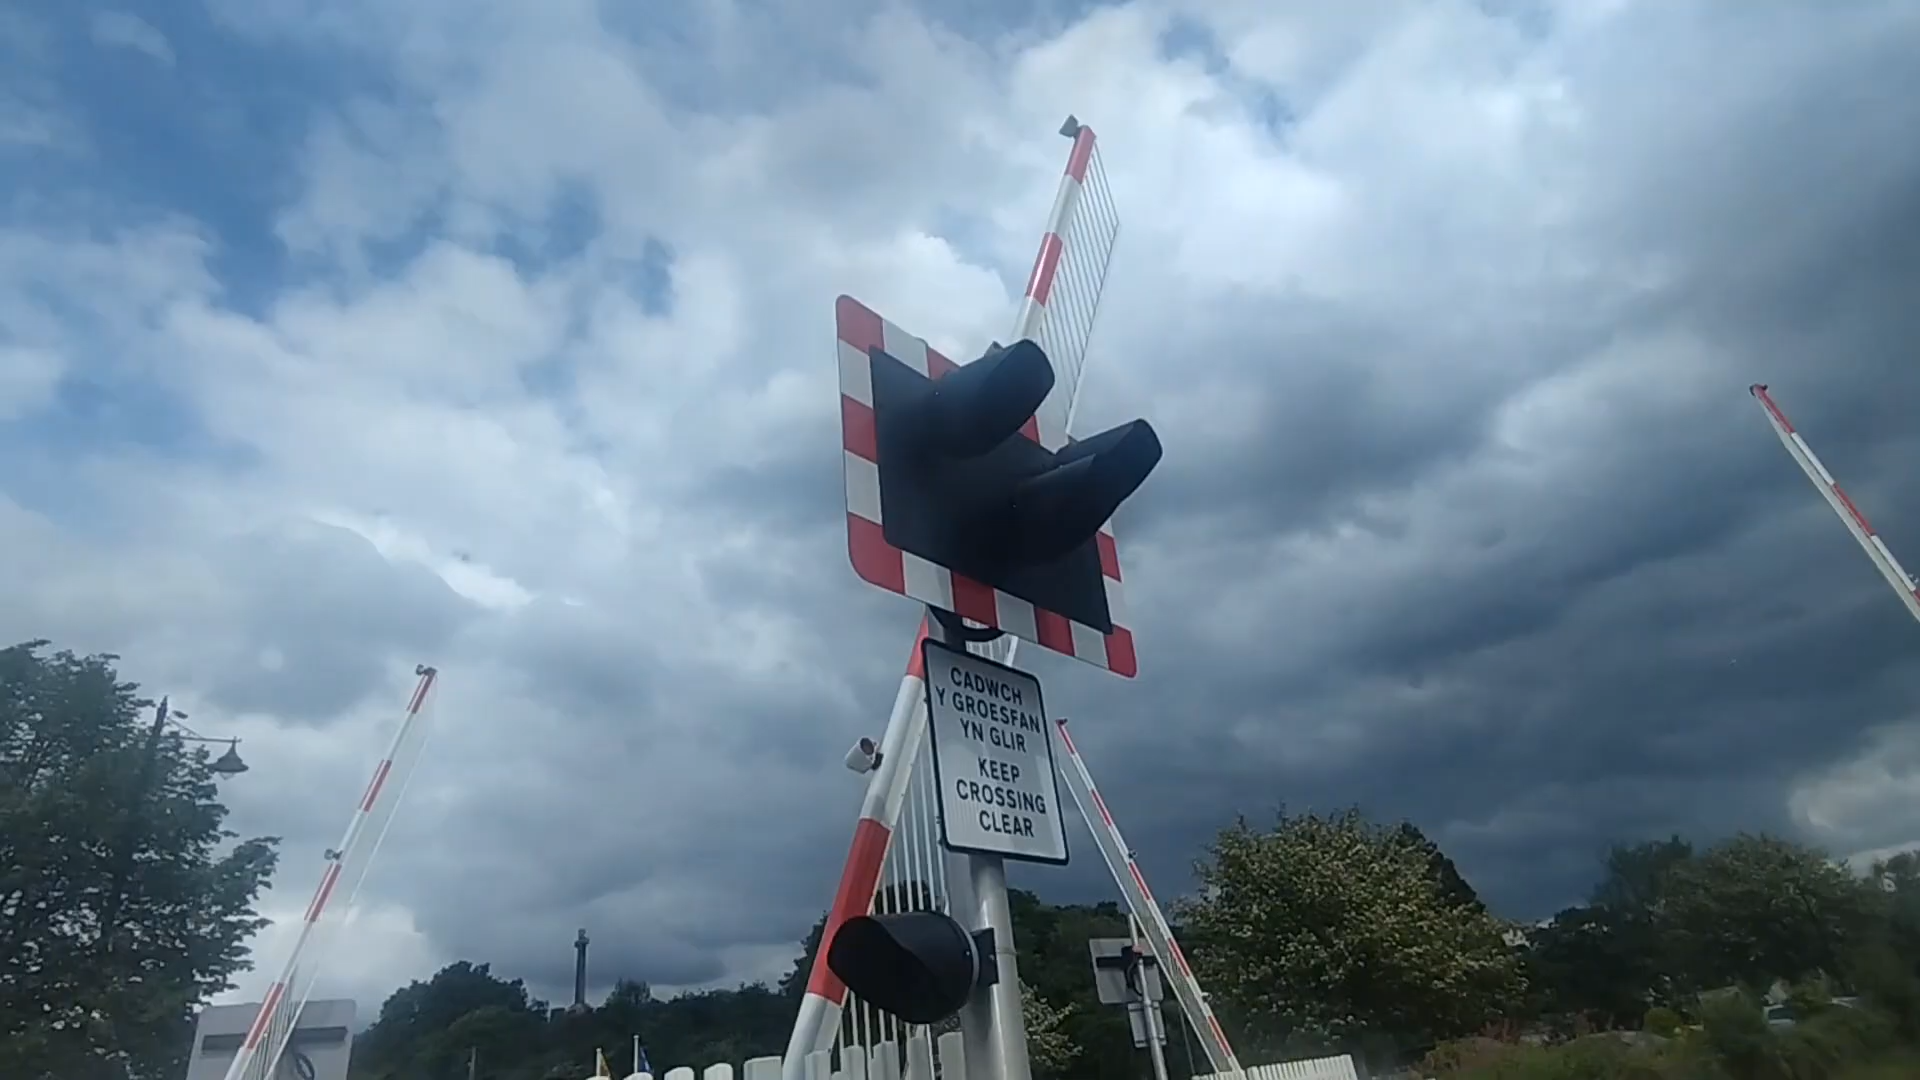 CADWCH
Y GROESFAN
YN GLIR
KEEP
CROSSING
CLEAR